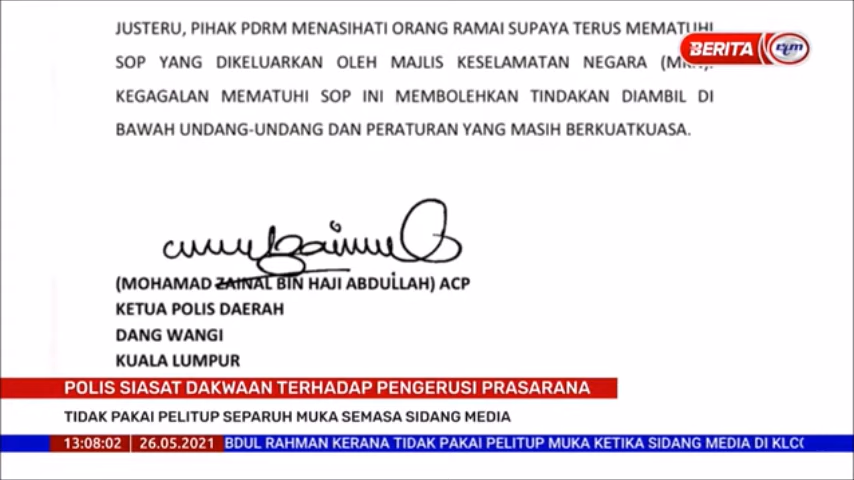 JUSTERU, PIHAK PDRM MENASIHATI ORANG RAMAI SUPAYA TERUS MEMATUHI
SOP YANG DIKELUARKAN OLEH MAJLIS KESELAMATAN NEGARA
KEGAGALAN MEMATUHI SOP INI MEMBOLEHKAN TINDAKAN DIAMBIL DI
BAWAH UNDANG-UNDANG DAN PERATURAN YANG MASIH BERKUATKUASA.
BERITA
(MOHAMAD ZAINAL BIN HAJI ABDULLAH) ACP
KETUA POLIS DAERAH
DANG WANGI
KUALA LUMPUR
POLIS SIASAT DAKWAAN TERHADAP PENGERUSI PRASARANA
TIDAK PAKAI PELITUP SEPARUH MUKA SEMASA SIDANG MEDIA
13:08:02 26.05.2021 BDUL RAHMAN KERANA TIDAK PAKAI PELITUP MUKA KETIKA SIDANG MEDIA DI KLCC